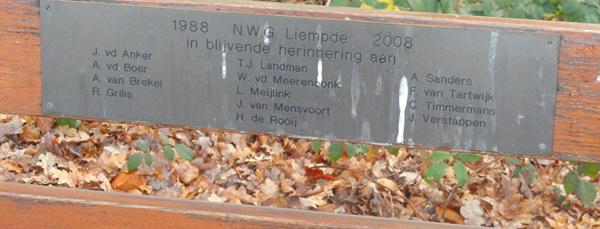 1988 N.W.G. Liempde 2008
in blijvende herinnering aan
J. vd Anker
A. vd Boer
A. van Brekel
R. Grilis
T.J. Landman
W. vd Meerendonk
L. Meijlink
J. van Mensvoort
H. de Rooij
A. Sanders
F. van Tartwijk
C. Timmermans
J. Verstappen